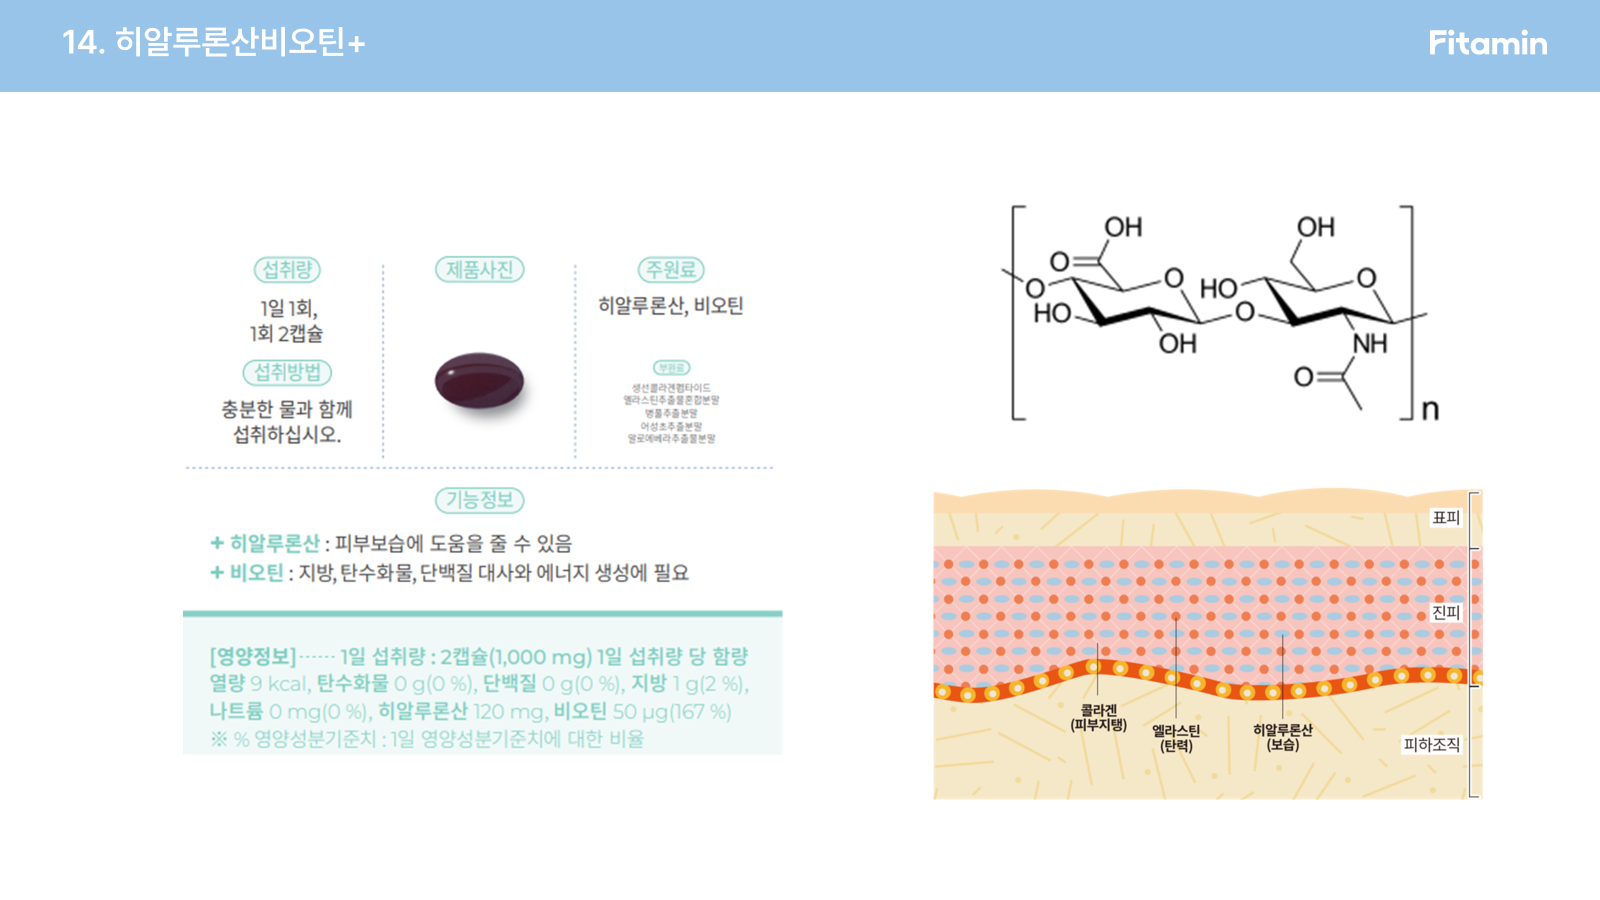 14. 히알루론산비오틴+
Fitamin
섭취량
1일 1회,
1회 2캡슐
섭취방법
충분한 물과 함께
섭취하십시오.
제품사진
주원료
히알루론산, 비오틴
부원료
생선콜라겐펩타이드
엘라스틴추출물혼합분말
병풀추출분말
어성초추출분말
알로에베라추출물분말
기능정보
+ 히알루론산 : 피부보습에 도움을 줄 수 있음
+ 비오틴 : 지방, 탄수화물, 단백질 대사와 에너지 생성에 필요
[영양정보]······ 1일 섭취량 : 2캡슐(1,000 mg) 1일 섭취량 당 함량
열량 9 kcal, 탄수화물 0 g(0 %), 단백질 0 g(0 %), 지방 1 g(2 %),
나트륨 0 mg(0 %), 히알루론산 120 mg, 비오틴 50 µg(167 %)
※ % 영양성분기준치 : 1일 영양성분기준치에 대한 비율
OH
OH
O
O
O
O
HO
HO
O
OH
NH
O
n
표피
진피
콜라겐
(피부지탱)
엘라스틴
(탄력)
히알루론산
(보습)
피하조직